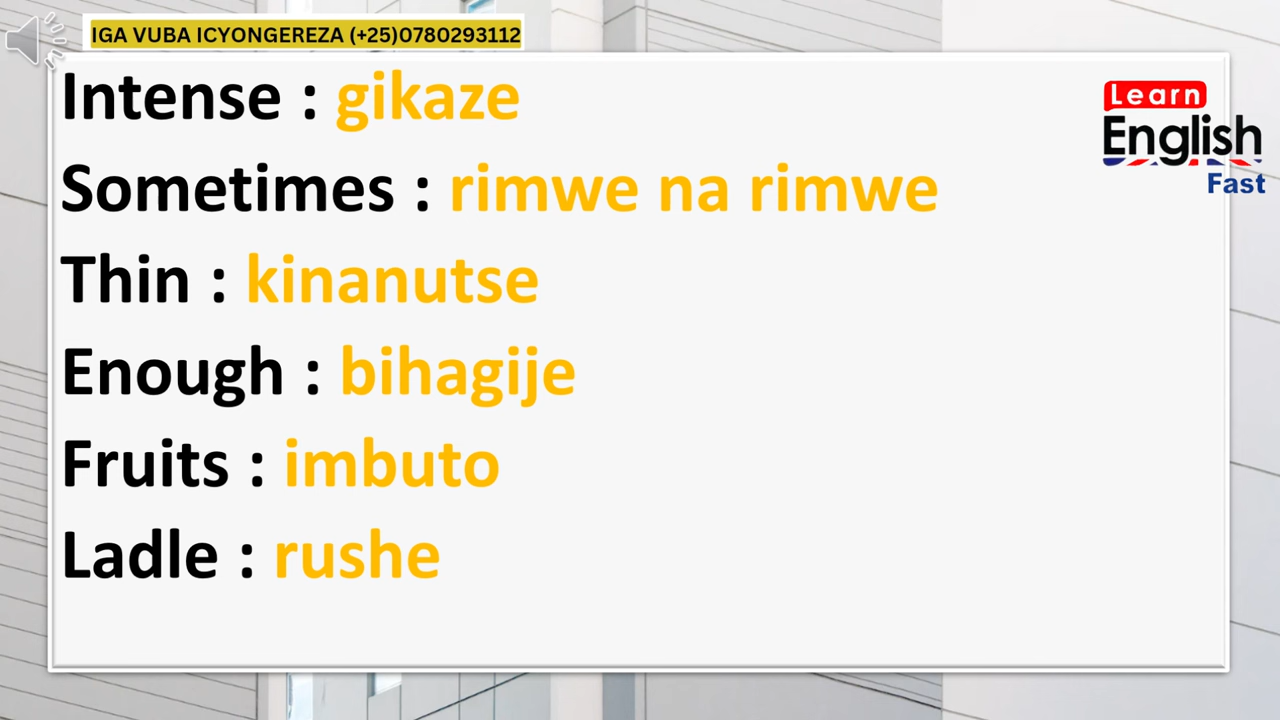 IGA VUBA ICYONGEREZA (+25)0780293112
Intense : gikaze
Sometimes : rimwe na rimwe
Thin : kinanutse
Enough : bihagije
Fruits : imbuto
Ladle : rushe
Learn
English
Fast